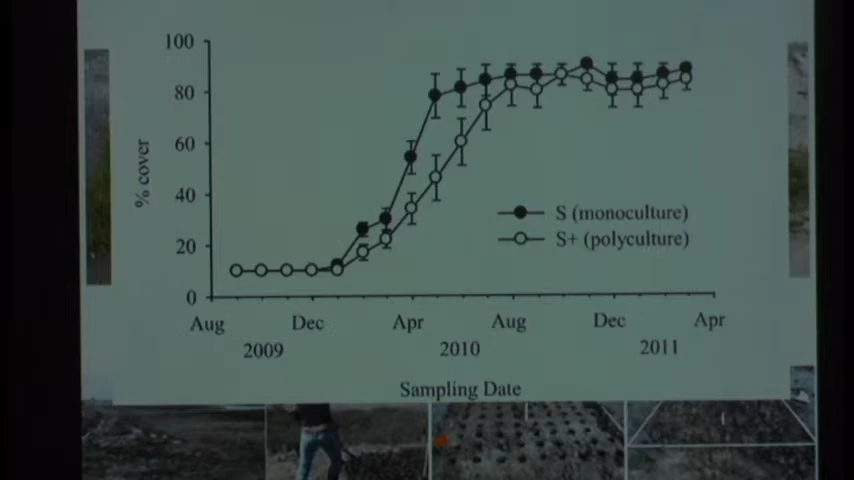 100
80
60
40
20
0
% cover
S (monoculture)
S+ (polyculture)
Aug Dec Apr Aug Dec Apr
2009 2010 2011
Sampling Date